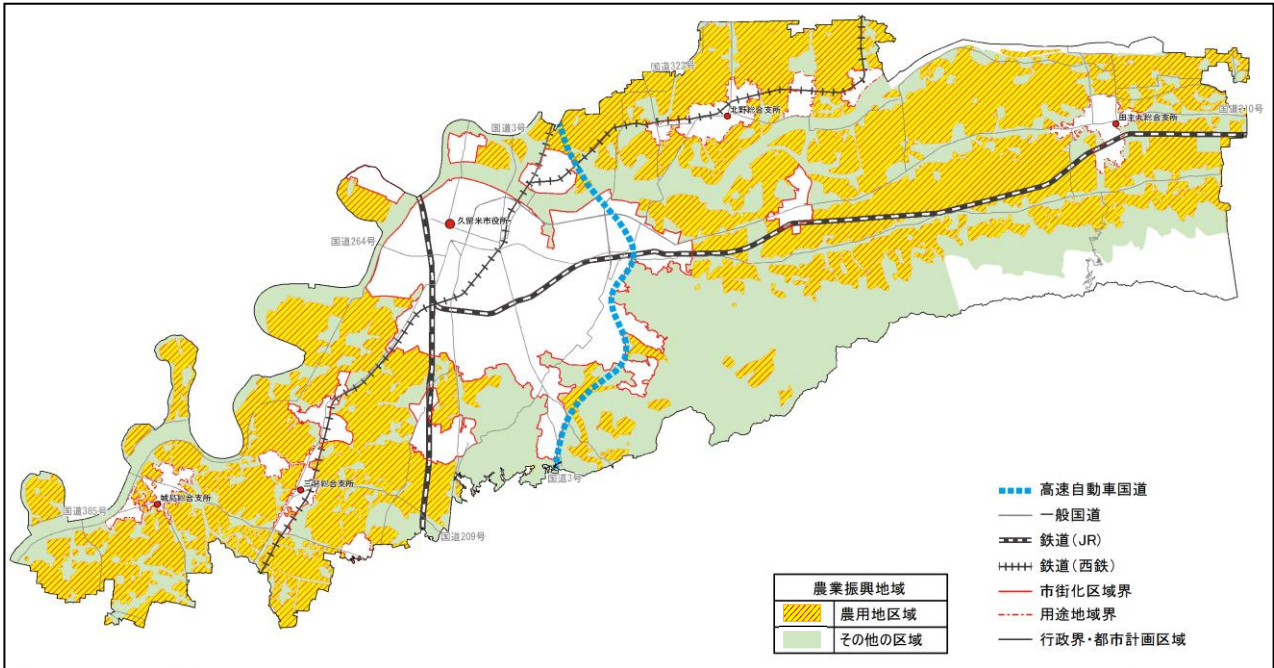 国道322号
北野総合支所
国道210号
田主丸総合支所
国道3号
久留米市役所
国道264号
国道3号
三潴総合支所
城島総合支所
国道385号
国道209号
農業振興地域
農用地区域
その他の区域
高速自動車国道
一般国道
鉄道(JR)
鉄道(西鉄)
市街化区域界
用途地域界
行政界・都市計画区域